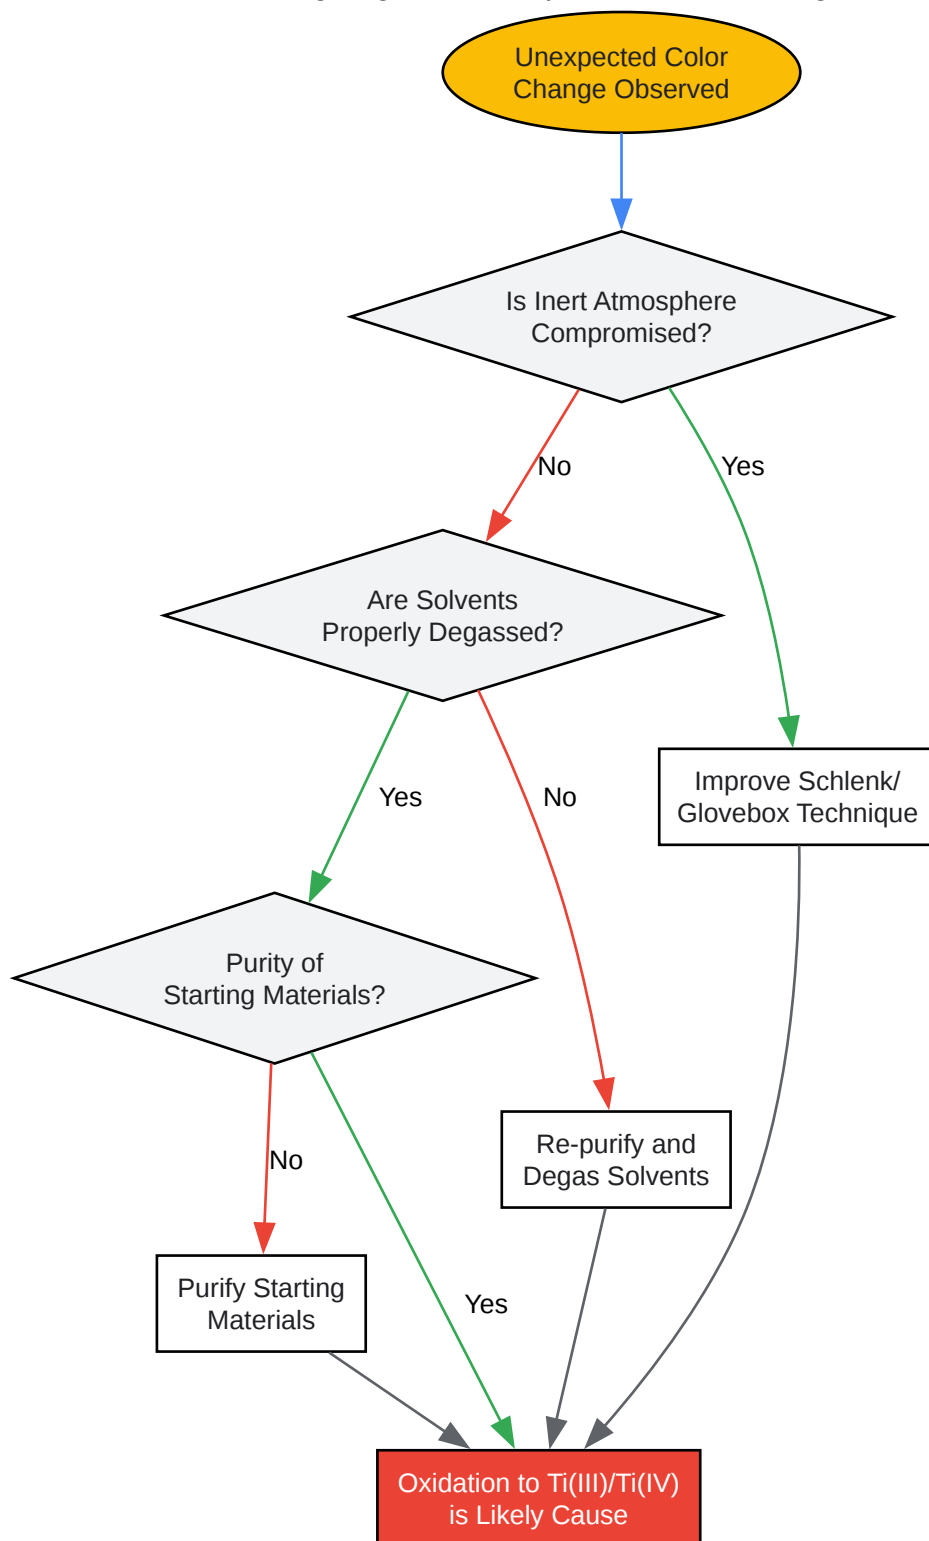 Unexpected Color
Change Observed
Is Inert Atmosphere
Compromised?
No
Yes
Are Solvents
Properly Degassed?
Yes
No
Improve Schlenk/
Glovebox Technique
Purity of
Starting Materials?
No
Re-purify and
Degas Solvents
Purify Starting
Materials
Yes
Oxidation to Ti(III)/Ti(IV)
is Likely Cause